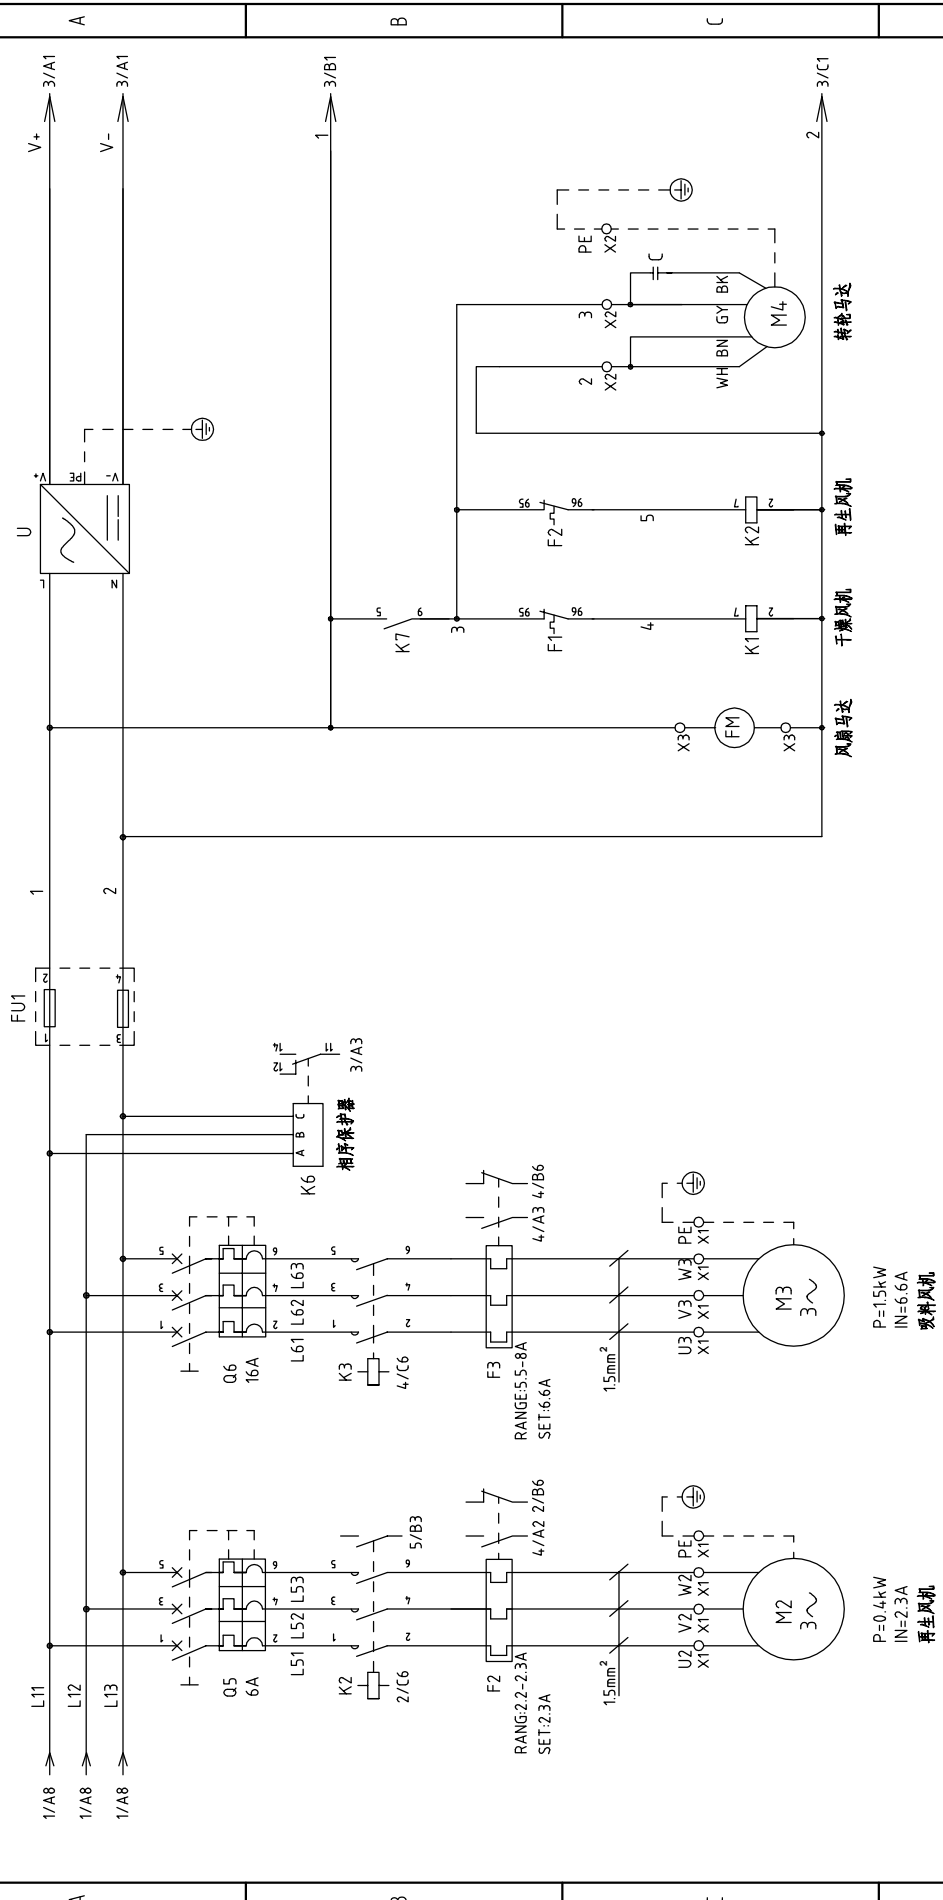 A
B
C
1/A8
1/A8
1/A8
L11
L12
L13
Q5
6A
1
3
5
2
4
6
L51
L52
L53
K2
2/C6
1
3
5
2
4
6
5/B3
F2
RANG:2.2-2.3A
SET:2.3A
4/A2
2/B6
1.5mm²
U2
V2
W2
PE
X1
X1
X1
X1
M2
3~
P=0.4kW
IN=2.3A
再生风机
Q6
16A
1
3
5
2
4
6
L61
L62
L63
K3
4/C6
1
3
5
2
4
6
F3
RANGE:5.5-8A
SET:6.6A
4/A3
4/B6
1.5mm²
U3
V3
W3
PE
X1
X1
X1
X1
M3
3~
P=1.5kW
IN=6.6A
吸料风机
K6
A
B
C
相序保护器
12
14
11
3/A3
FU1
1
2
3
4
1
2
U
L
N
V+
PE
V-
V+
V-
3/A1
3/A1
X3
FM
X3
风扇马达
K7
5
9
3
F1
95
96
4
K1
7
2
干燥风机
F2
95
96
5
K2
7
2
再生风机
2
X2
3
X2
PE
X2
C
WH
BN
GY
BK
M4
转轮马达
1
3/B1
2
3/C1